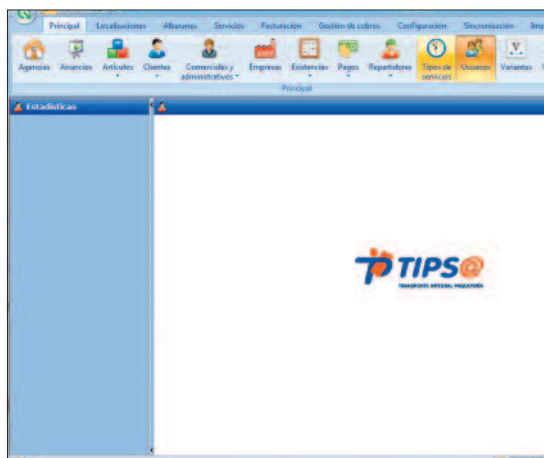 Principal Localizaciones Albaranes Servicios Facturación Gestión de cobros Configuración Sincronización
Agencias Anuncios Artículos Clientes Comerciales y administrativos Empresas Existencias Pagos Repartidores Tipos de servicios Usuarios Variantes
Principal
Estadísticas
TIPS@
TRANSPORTE INTEGRAL PAQUETERÍA